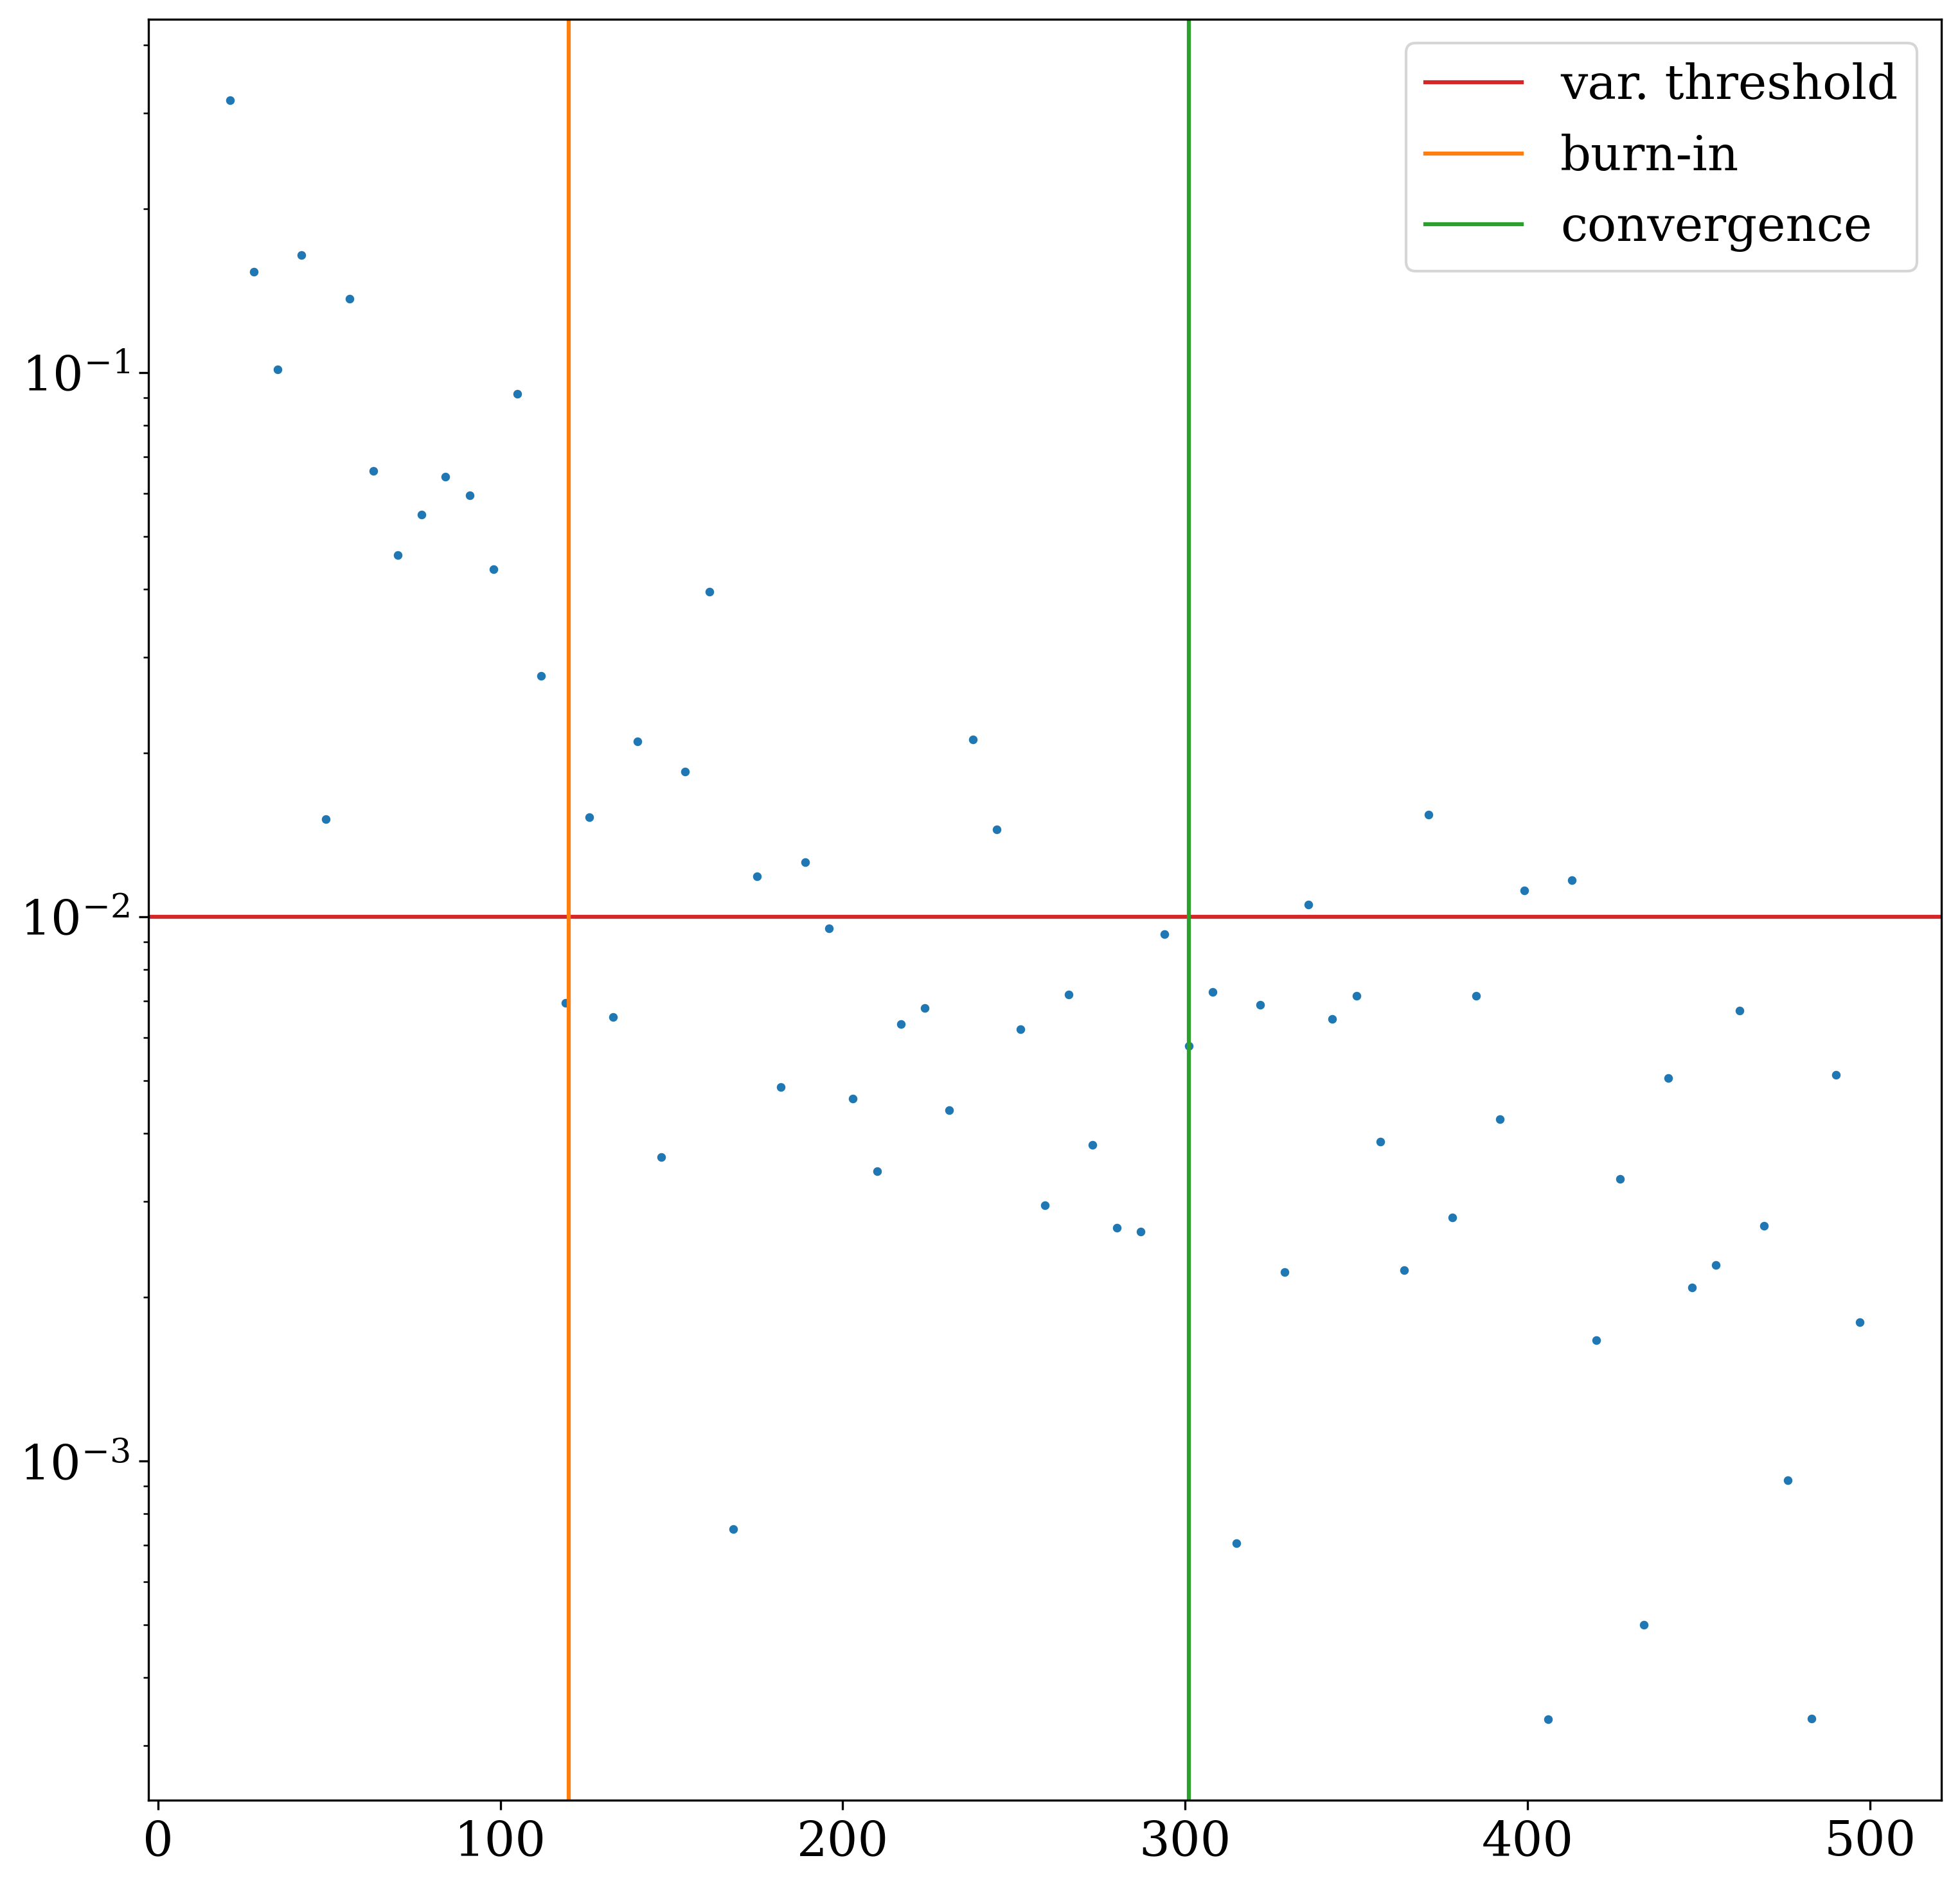 var. threshold
burn-in
convergence
10⁻¹
10⁻²
10⁻³
0 100 200 300 400 500